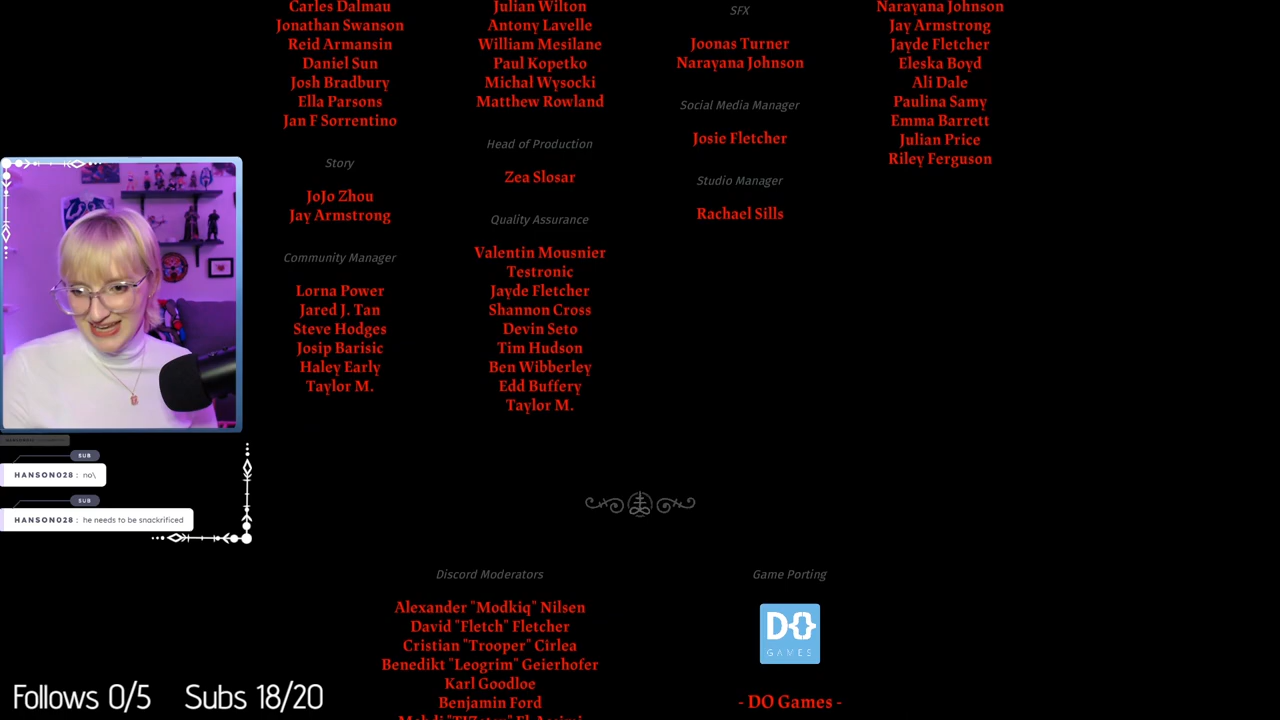 Carles Dalmau
Jonathan Swanson
Reid Armansin
Daniel Sun
Josh Bradbury
Ella Parsons
Jan F Sorrentino
Story
JoJo Zhou
Jay Armstrong
Community Manager
Lorna Power
Jared J. Tan
Steve Hodges
Josip Barisic
Haley Early
Taylor M.
Julian Wilton
Antony Lavelle
William Mesilane
Paul Kopetko
Michal Wysocki
Matthew Rowland
Head of Production
Zea Slosar
Quality Assurance
Valentin Mousnier
Testronic
Jayde Fletcher
Shannon Cross
Devin Seto
Tim Hudson
Ben Wibberley
Edd Buffery
Taylor M.
SFX
Joonas Turner
Narayana Johnson
Social Media Manager
Josie Fletcher
Studio Manager
Rachael Sills
Narayana Johnson
Jay Armstrong
Jayde Fletcher
Eleska Boyd
Ali Dale
Paulina Samy
Emma Barrett
Julian Price
Riley Ferguson
SUB
HANSON028 : no\
SUB
HANSON028 : he needs to be snackrificed
Discord Moderators
Alexander "Modkiq" Nilsen
David "Fletch" Fletcher
Cristian "Trooper" Cirlea
Benedikt "Leogrim" Geierhofer
Karl Goodloe
Benjamin Ford
Game Porting
DO
GAMES
- DO Games -
Follows 0/5 Subs 18/20